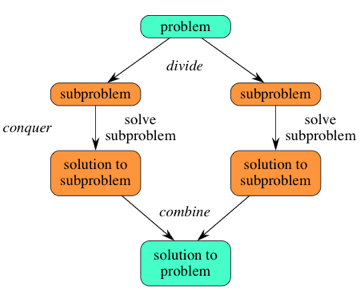 problem
divide
subproblem
subproblem
conquer
solve
subproblem
solve
subproblem
solution to
subproblem
solution to
subproblem
combine
solution to
problem